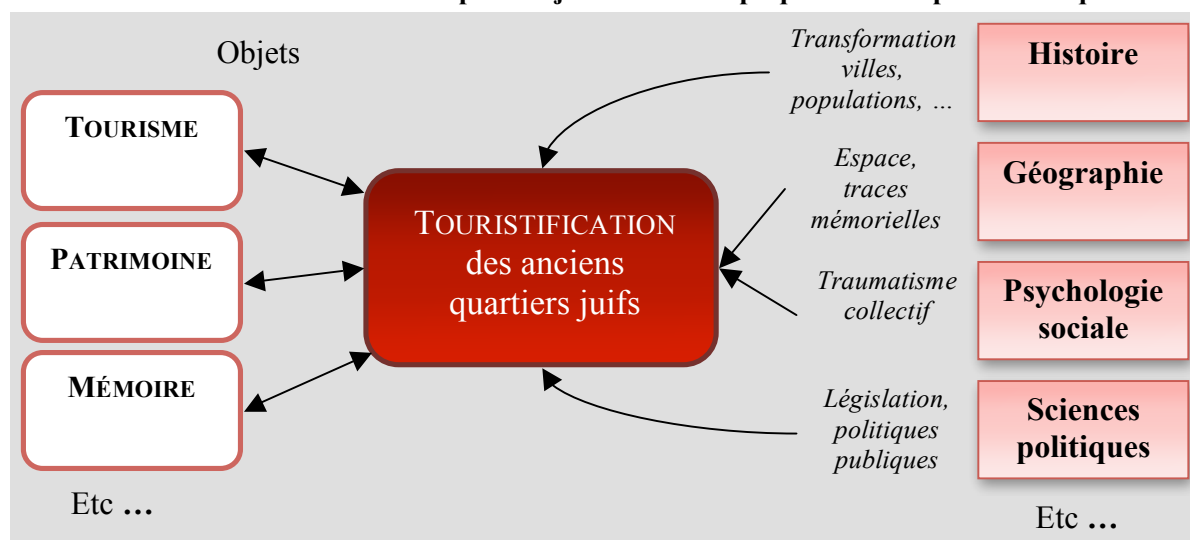 Objets
TOURISME
PATRIMOINE
MÉMOIRE
Etc ...
TOURISTIFICATION
des anciens
quartiers juifs
Transformation
villes,
populations, ...
Espace,
traces
mémorielles
Traumatisme
collectif
Législation,
politiques
publiques
Histoire
Géographie
Psychologie
sociale
Sciences
politiques
Etc ...